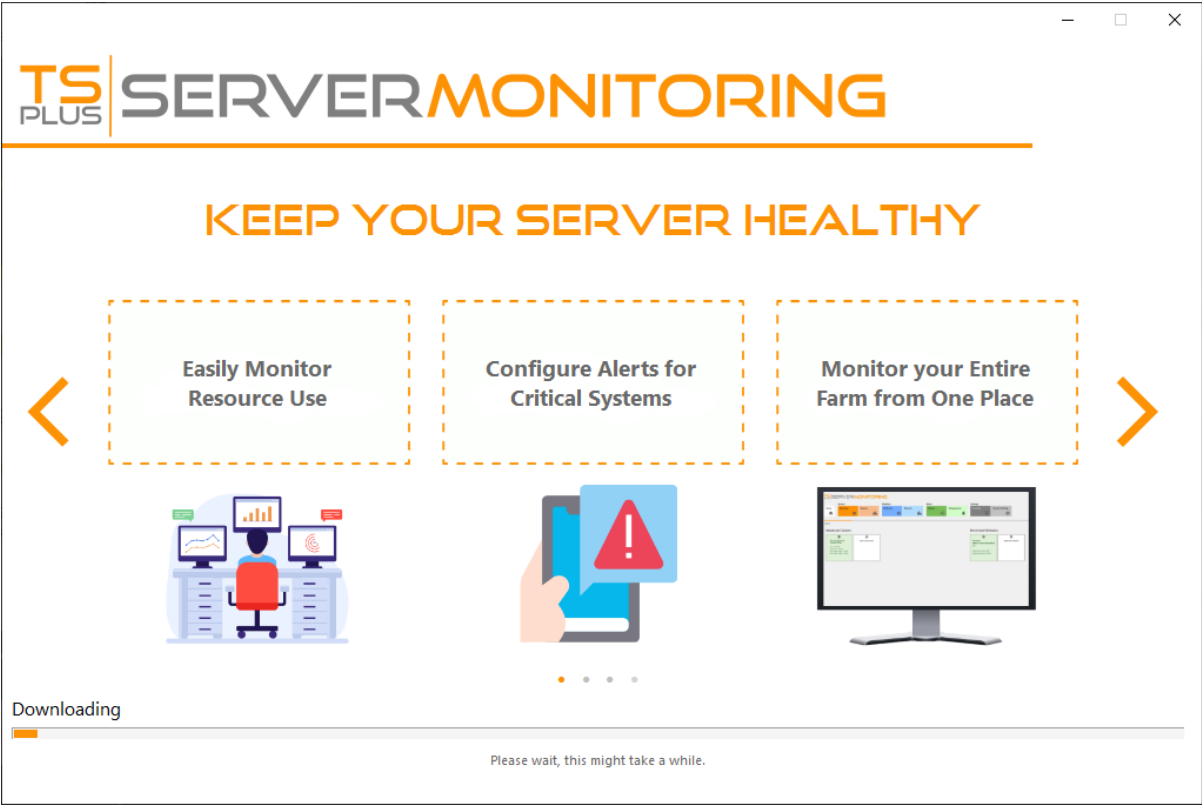 TS PLUS SERVERMONITORING
KEEP YOUR SERVER HEALTHY
Easily Monitor
Resource Use
Configure Alerts for
Critical Systems
Monitor your Entire
Farm from One Place
SERVERMONITORING
Downloading
Please wait, this might take a while.